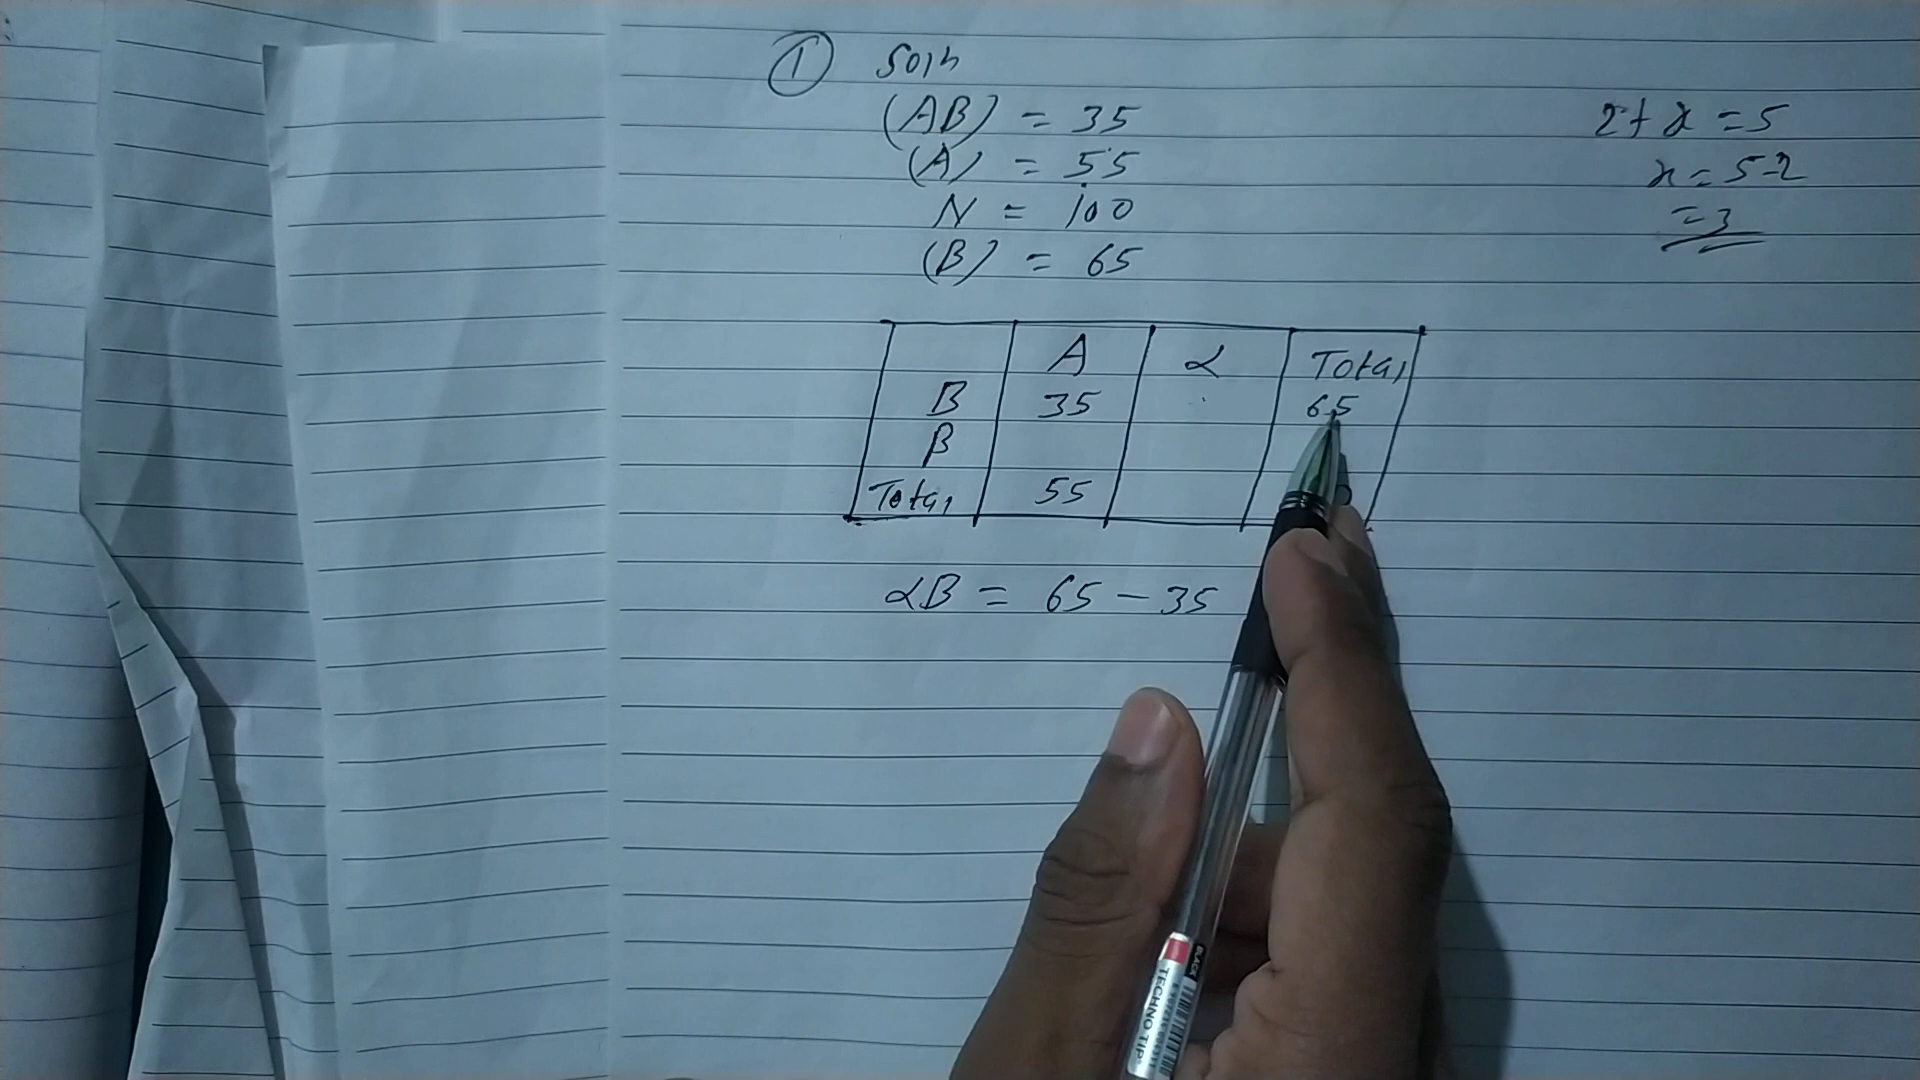 ① Soln
(AB) = 35
(A) = 55
N = 100
(B) = 65
2 + x = 5
x = 5-2
= 3
A α Total
B 35 65
β
Total 55
αB = 65 - 35
BLACK
TECHNO TIP